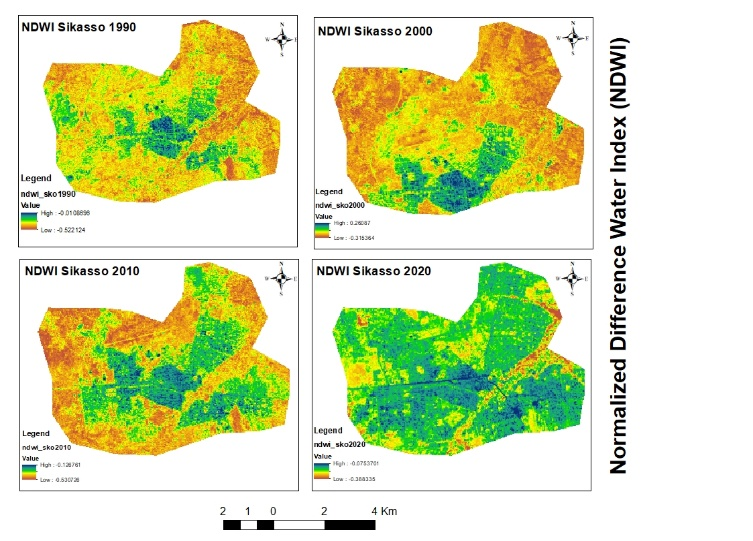 NDWI Sikasso 1990
N
W E
S
Legend
ndwi_sko1990
Value
High : -0.0108898
Low : -0.522124
NDWI Sikasso 2000
N
W E
S
Legend
ndwi_sko2000
Value
High : 0.26087
Low : -0.315364
NDWI Sikasso 2010
N
W E
S
Legend
ndwi_sko2010
Value
High : -0.126761
Low : -0.530726
NDWI Sikasso 2020
N
W E
S
Legend
ndwi_sko2020
Value
High : -0.0753701
Low : -0.388335
Normalized Difference Water Index (NDWI)
2 1 0 2 4 Km